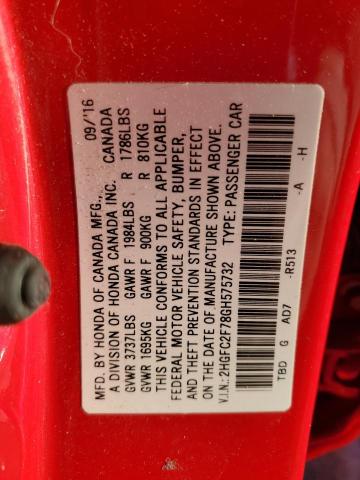 MFD. BY HONDA OF CANADA MFG., 09/'16
A DIVISION OF HONDA CANADA INC. CANADA
GVWR 3737LBS GAWR F 1984LBS R 1786LBS
GVWR 1695KG GAWR F 900KG R 810KG
THIS VEHICLE CONFORMS TO ALL APPLICABLE
FEDERAL MOTOR VEHICLE SAFETY, BUMPER,
AND THEFT PREVENTION STANDARDS IN EFFECT
ON THE DATE OF MANUFACTURE SHOWN ABOVE.
V.I.N.: 2HGFC2F78GH575732 TYPE: PASSENGER CAR
TBD G AD7 -R513 -A -H